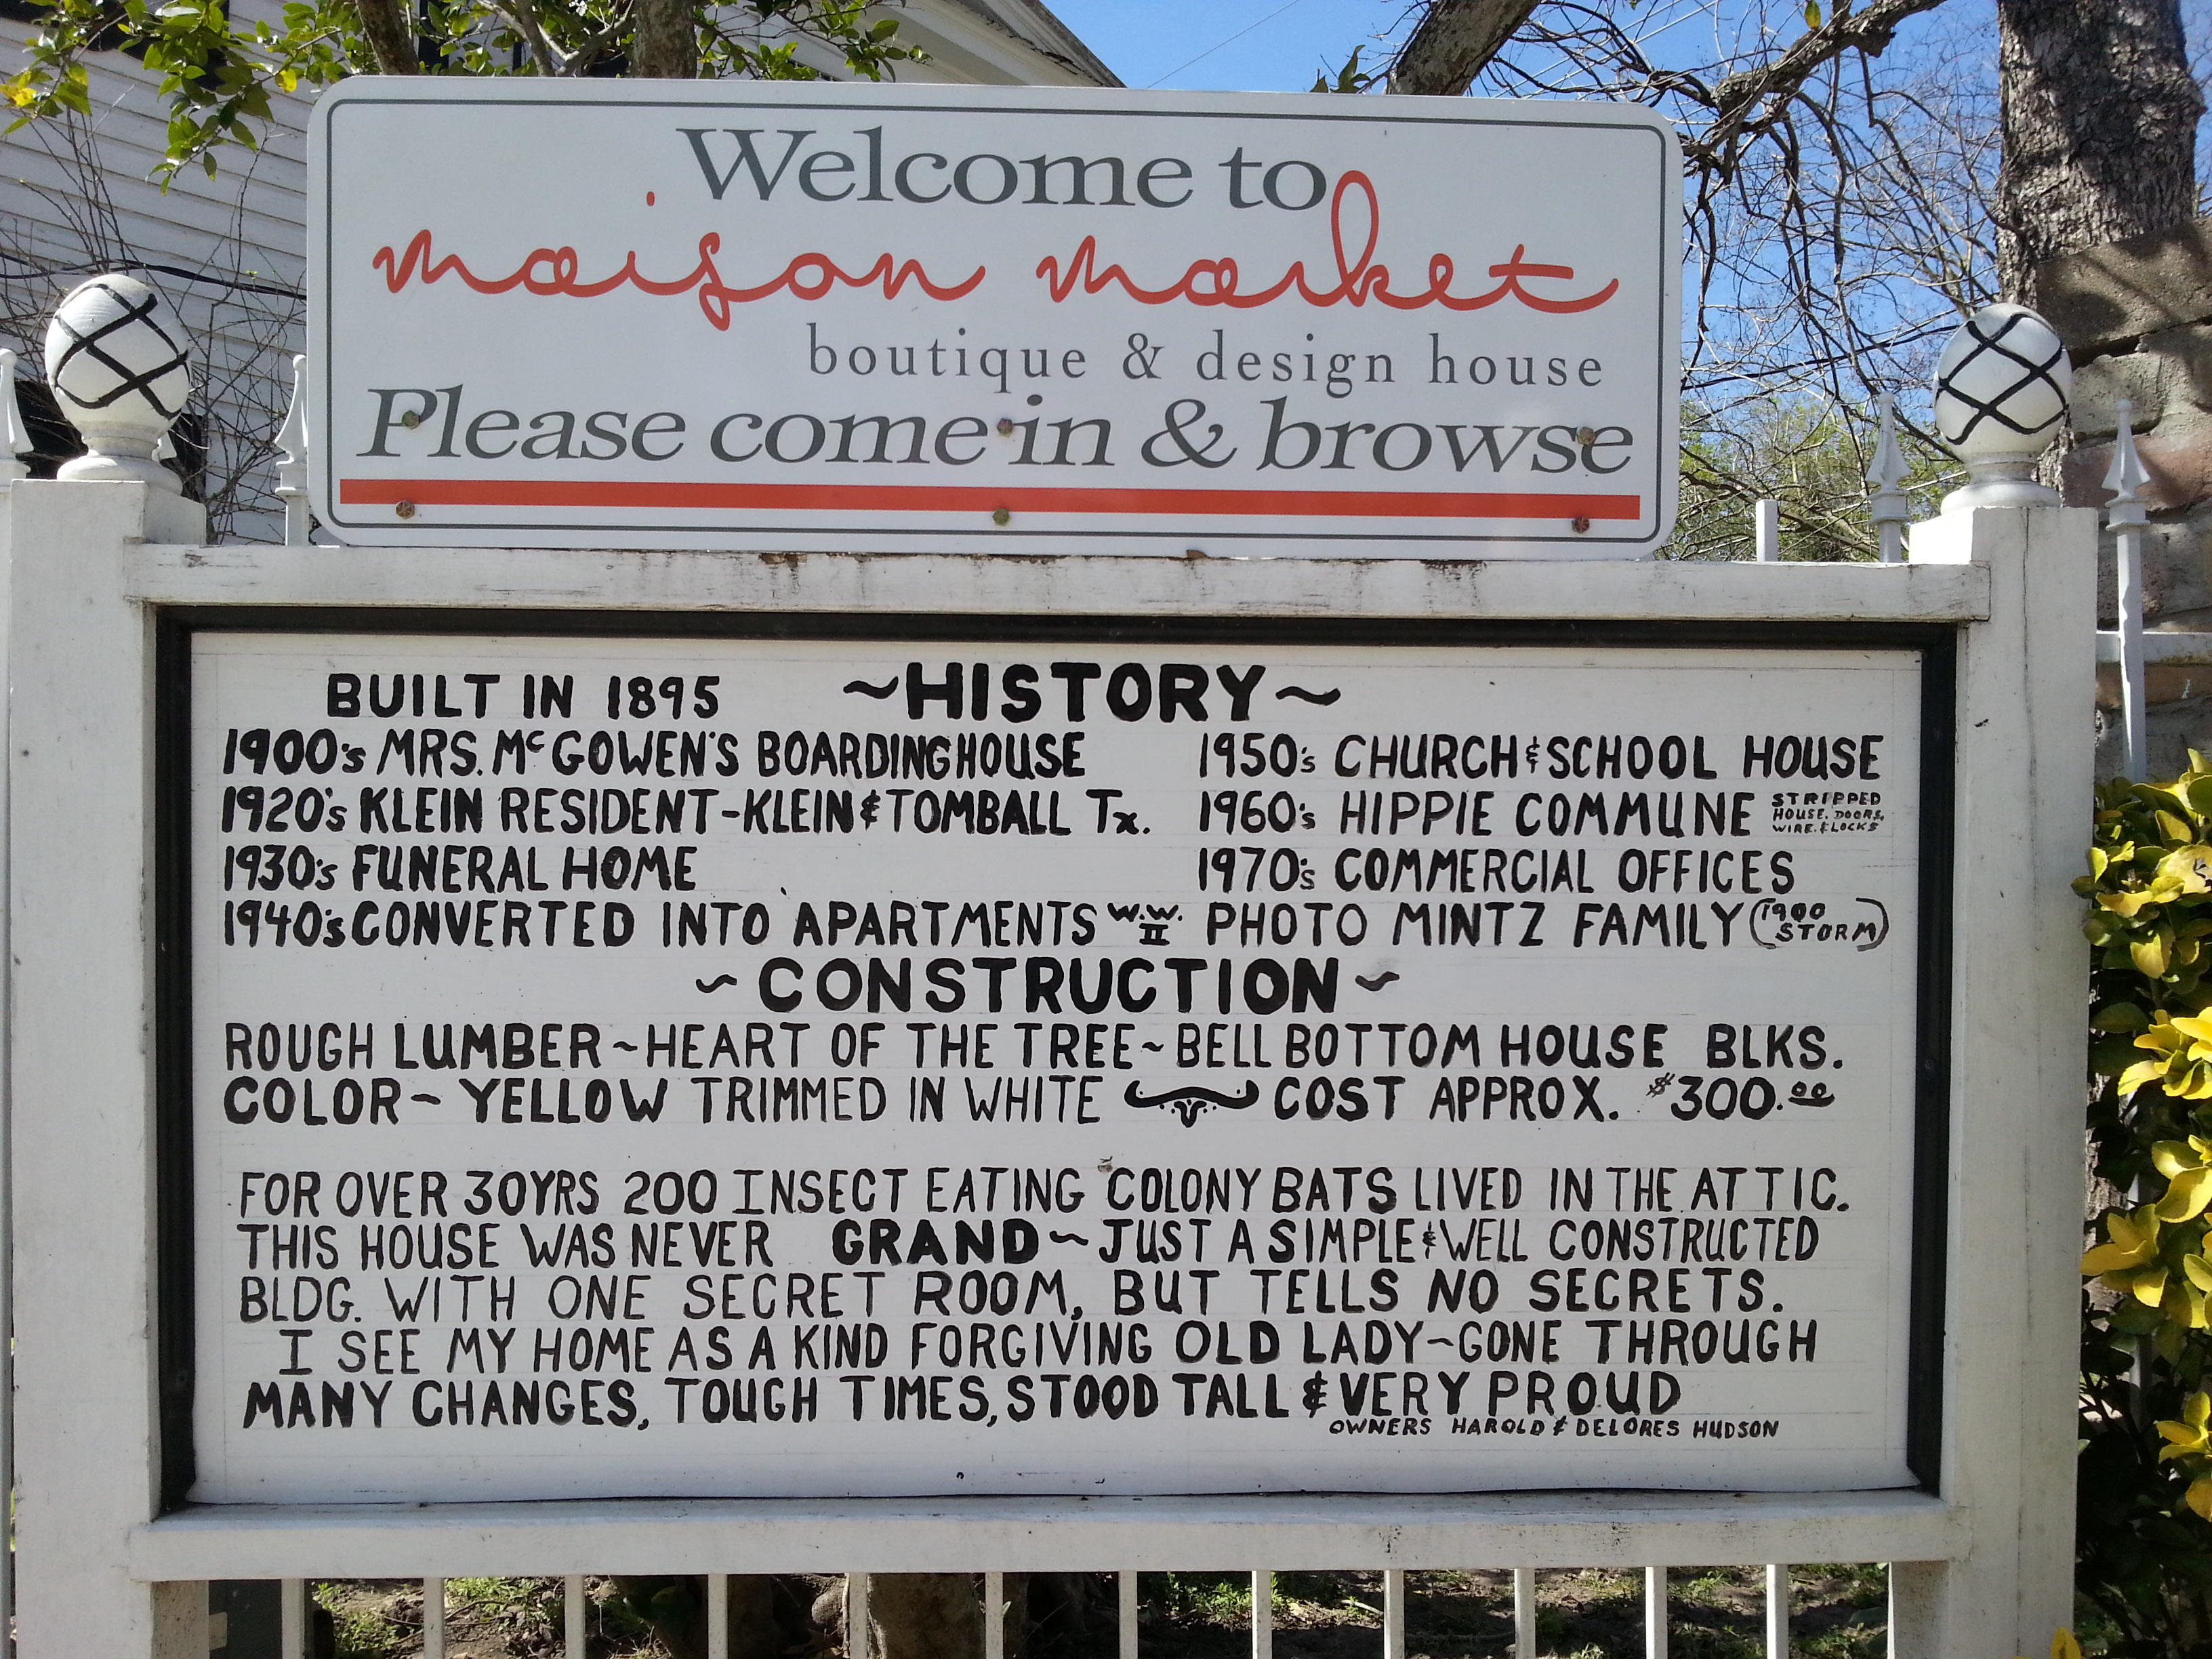 Welcome to
maison market
boutique & design house
Please come in & browse
BUILT IN 1895 ~HISTORY~
1900's MRS. McGOWEN'S BOARDINGHOUSE
1920's KLEIN RESIDENT-KLEIN & TOMBALL Tx.
1930's FUNERAL HOME
1940's CONVERTED INTO APARTMENTS W.W. II
1950's CHURCH & SCHOOL HOUSE
1960's HIPPIE COMMUNE STRIPPED HOUSE, DOORS, WIRE, & LOCKS
1970's COMMERCIAL OFFICES
PHOTO MINTZ FAMILY (1900 STORM)
~CONSTRUCTION~
ROUGH LUMBER~HEART OF THE TREE~BELL BOTTOM HOUSE BLKS.
COLOR~YELLOW TRIMMED IN WHITE COST APPROX. $300.00
FOR OVER 30YRS 200 INSECT EATING COLONY BATS LIVED IN THE ATTIC.
THIS HOUSE WAS NEVER GRAND~JUST A SIMPLE & WELL CONSTRUCTED
BLDG. WITH ONE SECRET ROOM, BUT TELLS NO SECRETS.
I SEE MY HOME AS A KIND FORGIVING OLD LADY~GONE THROUGH
MANY CHANGES, TOUGH TIMES, STOOD TALL & VERY PROUD
OWNERS HAROLD & DELORES HUDSON